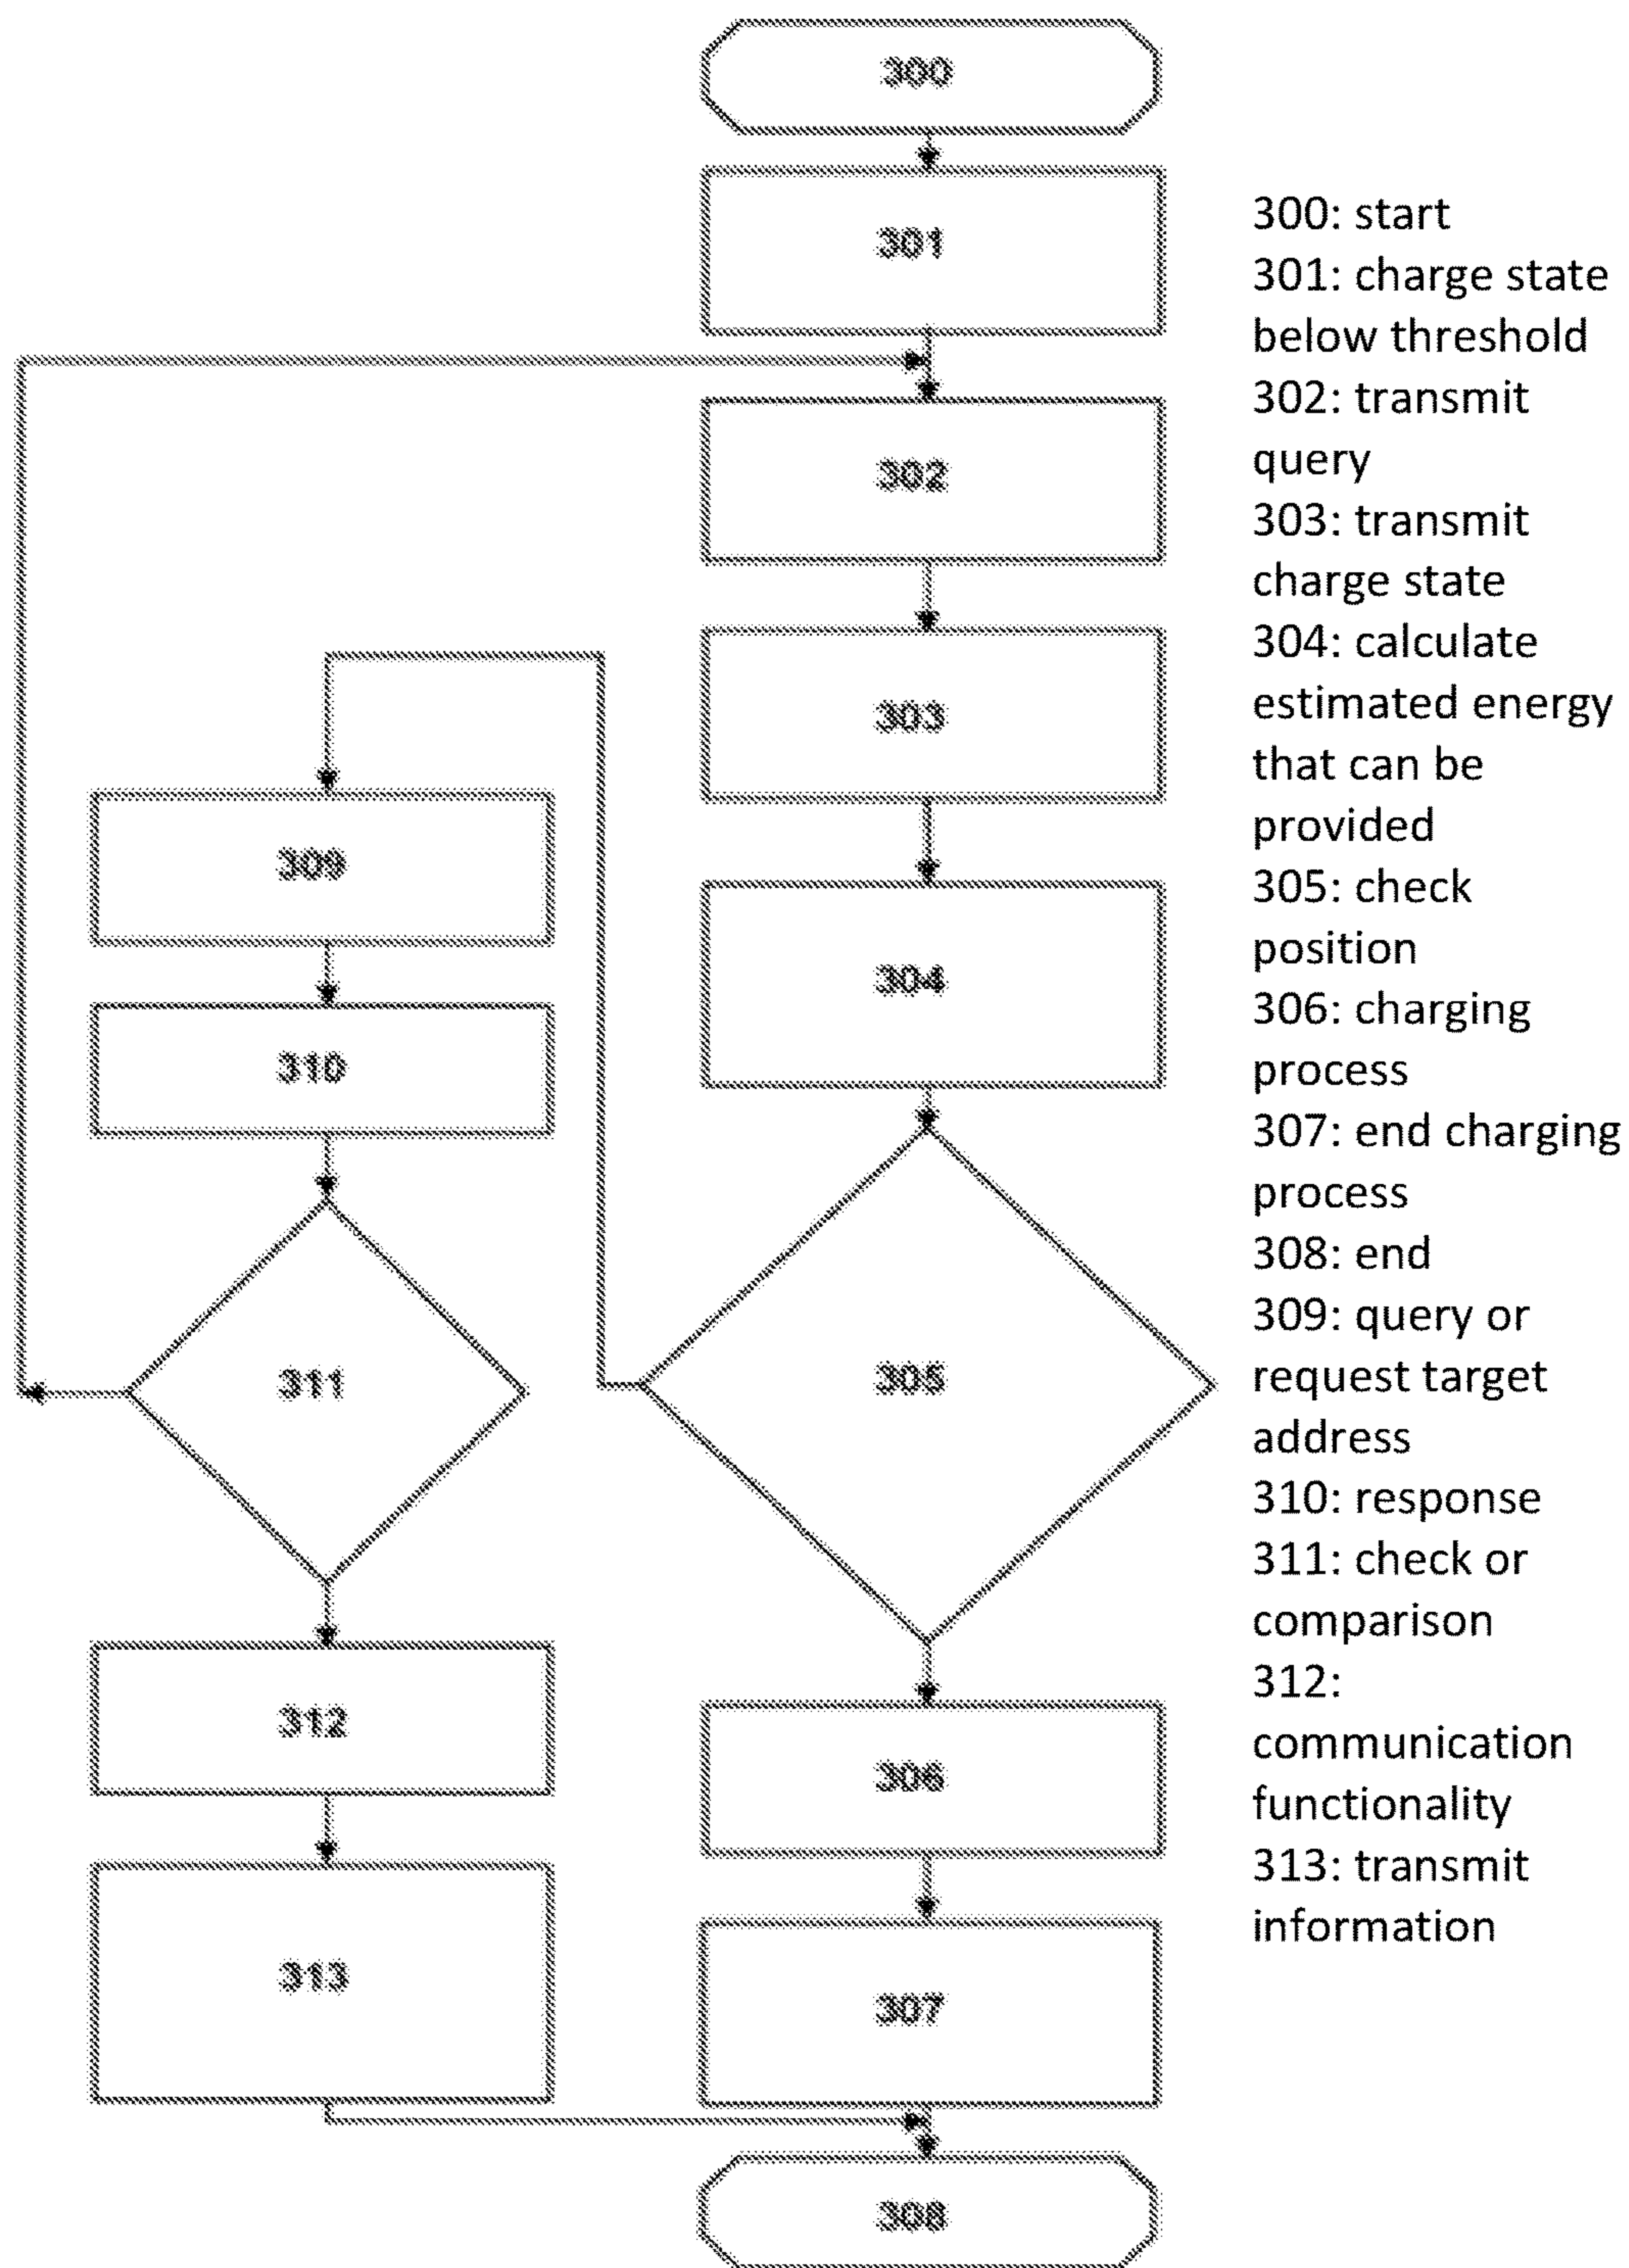 300
301
302
303
304
305
306
307
308
309
310
311
312
313
300: start
301: charge state
below threshold
302: transmit
query
303: transmit
charge state
304: calculate
estimated energy
that can be
provided
305: check
position
306: charging
process
307: end charging
process
308: end
309: query or
request target
address
310: response
311: check or
comparison
312:
communication
functionality
313: transmit
information